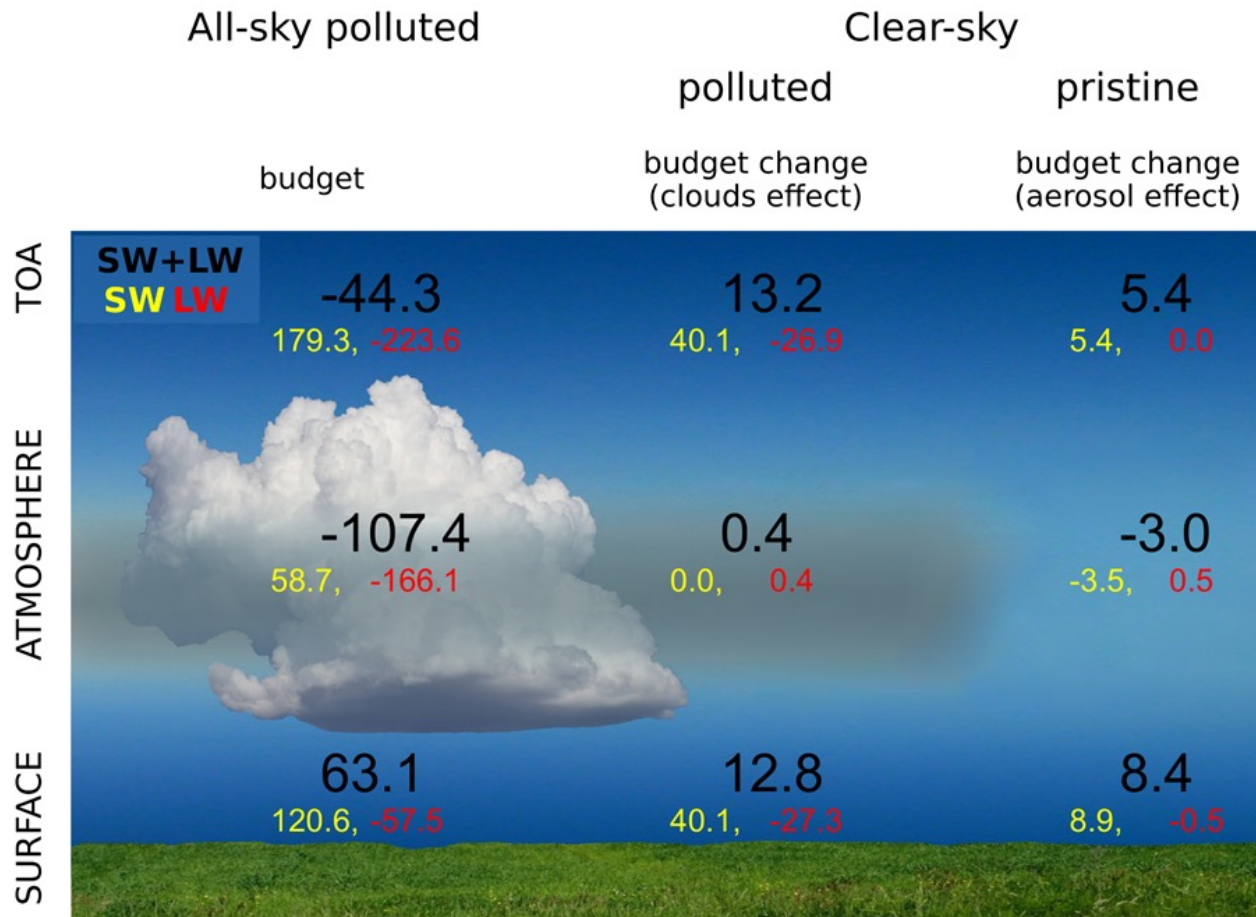 All-sky polluted
Clear-sky
polluted
pristine
budget
budget change
(clouds effect)
budget change
(aerosol effect)
TOA
SW+LW
SW LW
-44.3
179.3, -223.6
13.2
40.1, -26.9
5.4
5.4, 0.0
ATMOSPHERE
-107.4
58.7, -166.1
0.4
0.0, 0.4
-3.0
-3.5, 0.5
SURFACE
63.1
120.6, -57.5
12.8
40.1, -27.3
8.4
8.9, -0.5